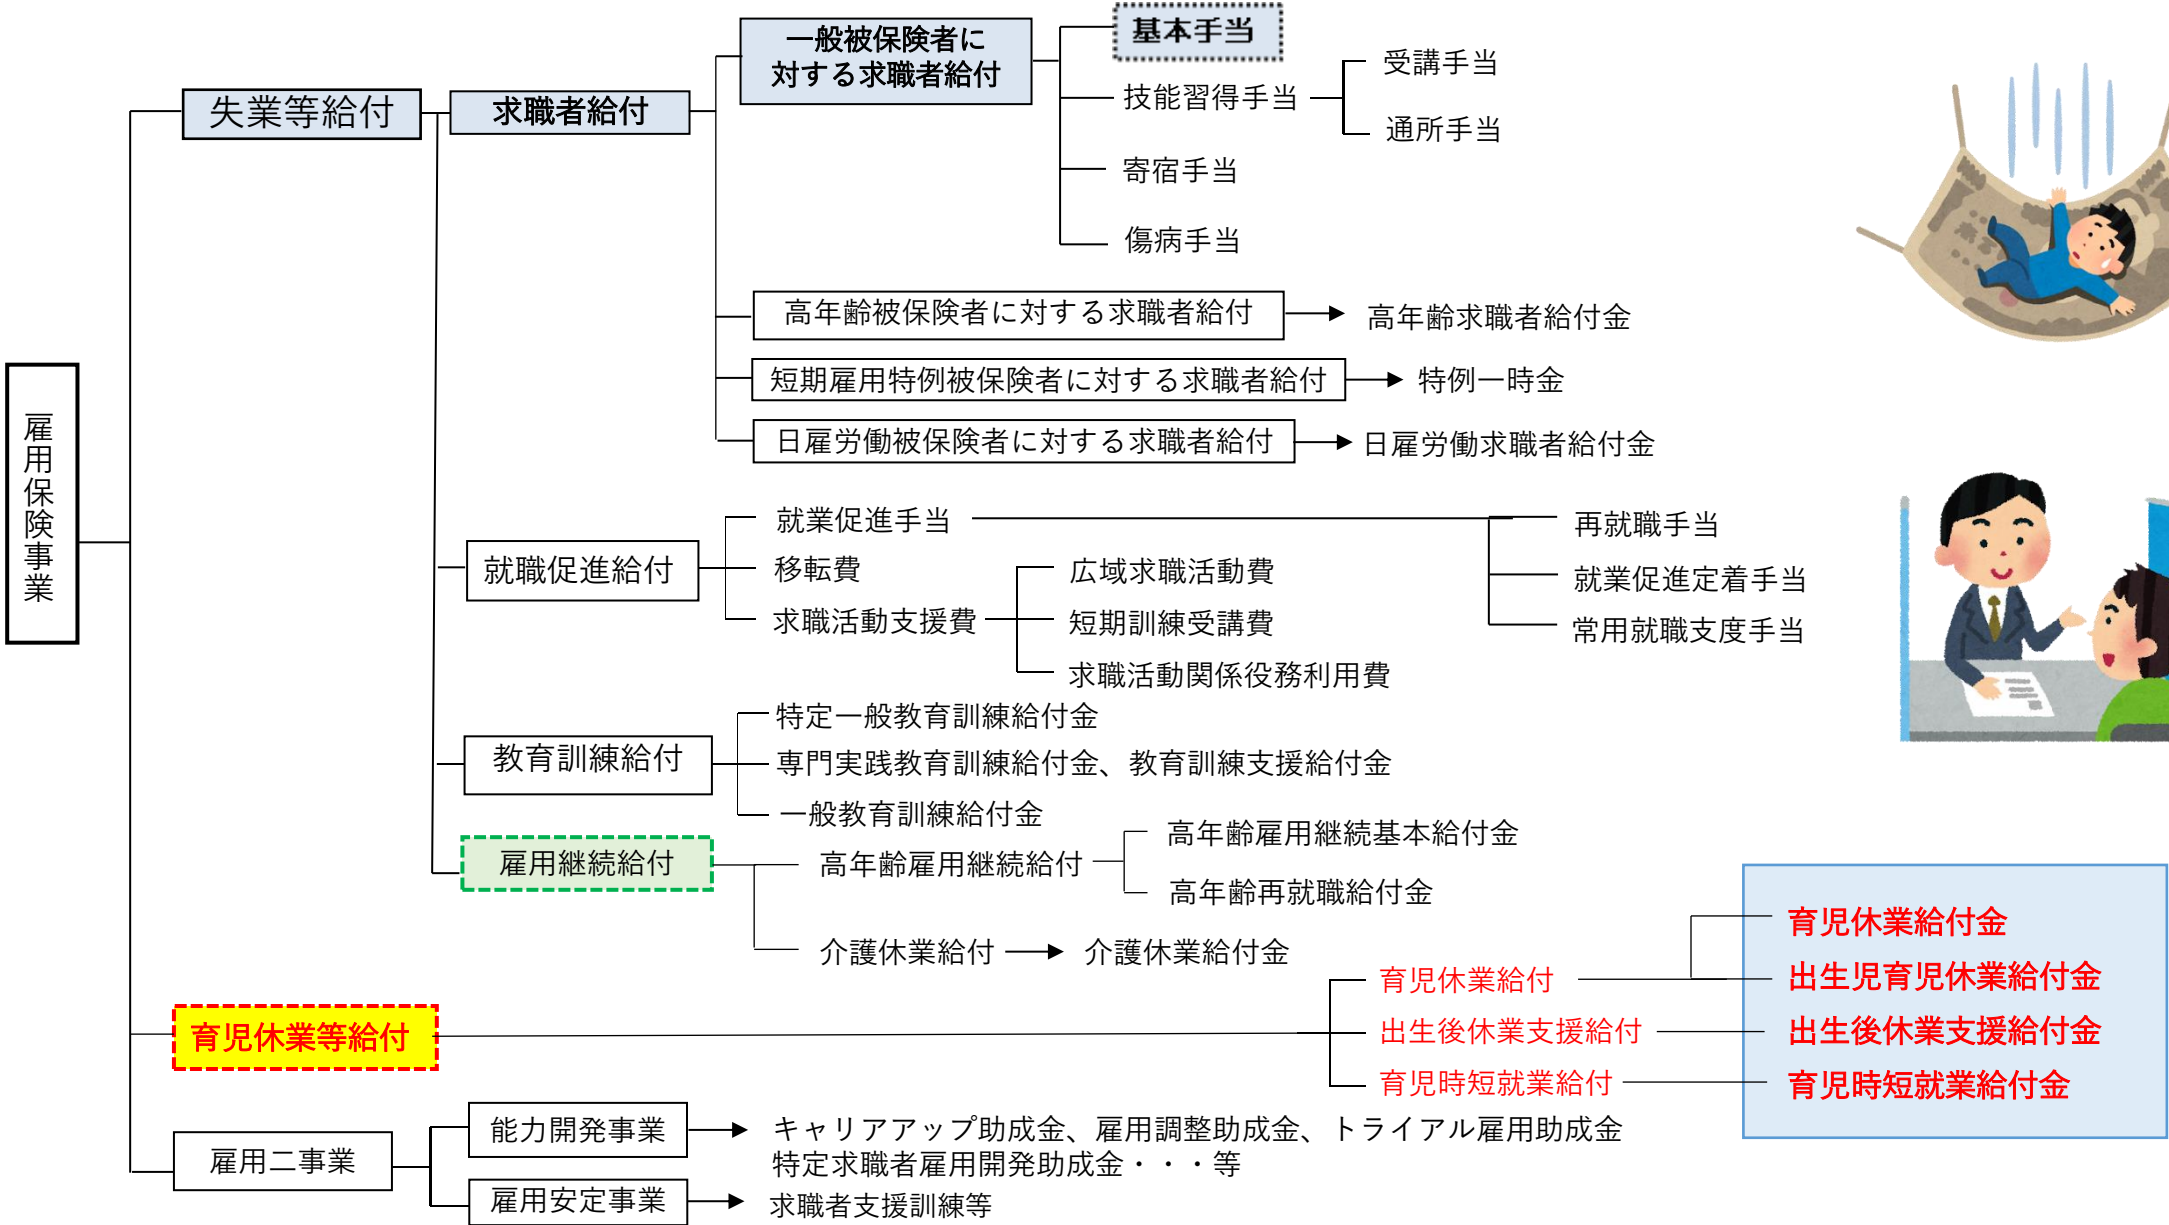 雇用保険事業
失業等給付
求職者給付
一般被保険者に
対する求職者給付
基本手当
技能習得手当
受講手当
通所手当
寄宿手当
傷病手当
高年齢被保険者に対する求職者給付
高年齢求職者給付金
短期雇用特例被保険者に対する求職者給付
特例一時金
日雇労働被保険者に対する求職者給付
日雇労働求職者給付金
就職促進給付
就業促進手当
再就職手当
就業促進定着手当
常用就職支度手当
移転費
求職活動支援費
広域求職活動費
短期訓練受講費
求職活動関係役務利用費
教育訓練給付
特定一般教育訓練給付金
専門実践教育訓練給付金、教育訓練支援給付金
一般教育訓練給付金
雇用継続給付
高年齢雇用継続給付
高年齢雇用継続基本給付金
高年齢再就職給付金
介護休業給付
介護休業給付金
育児休業等給付
育児休業給付
育児休業給付金
出生児育児休業給付金
出生後休業支援給付
出生後休業支援給付金
育児時短就業給付
育児時短就業給付金
雇用二事業
能力開発事業
キャリアアップ助成金、雇用調整助成金、トライアル雇用助成金
特定求職者雇用開発助成金・・・等
雇用安定事業
求職者支援訓練等